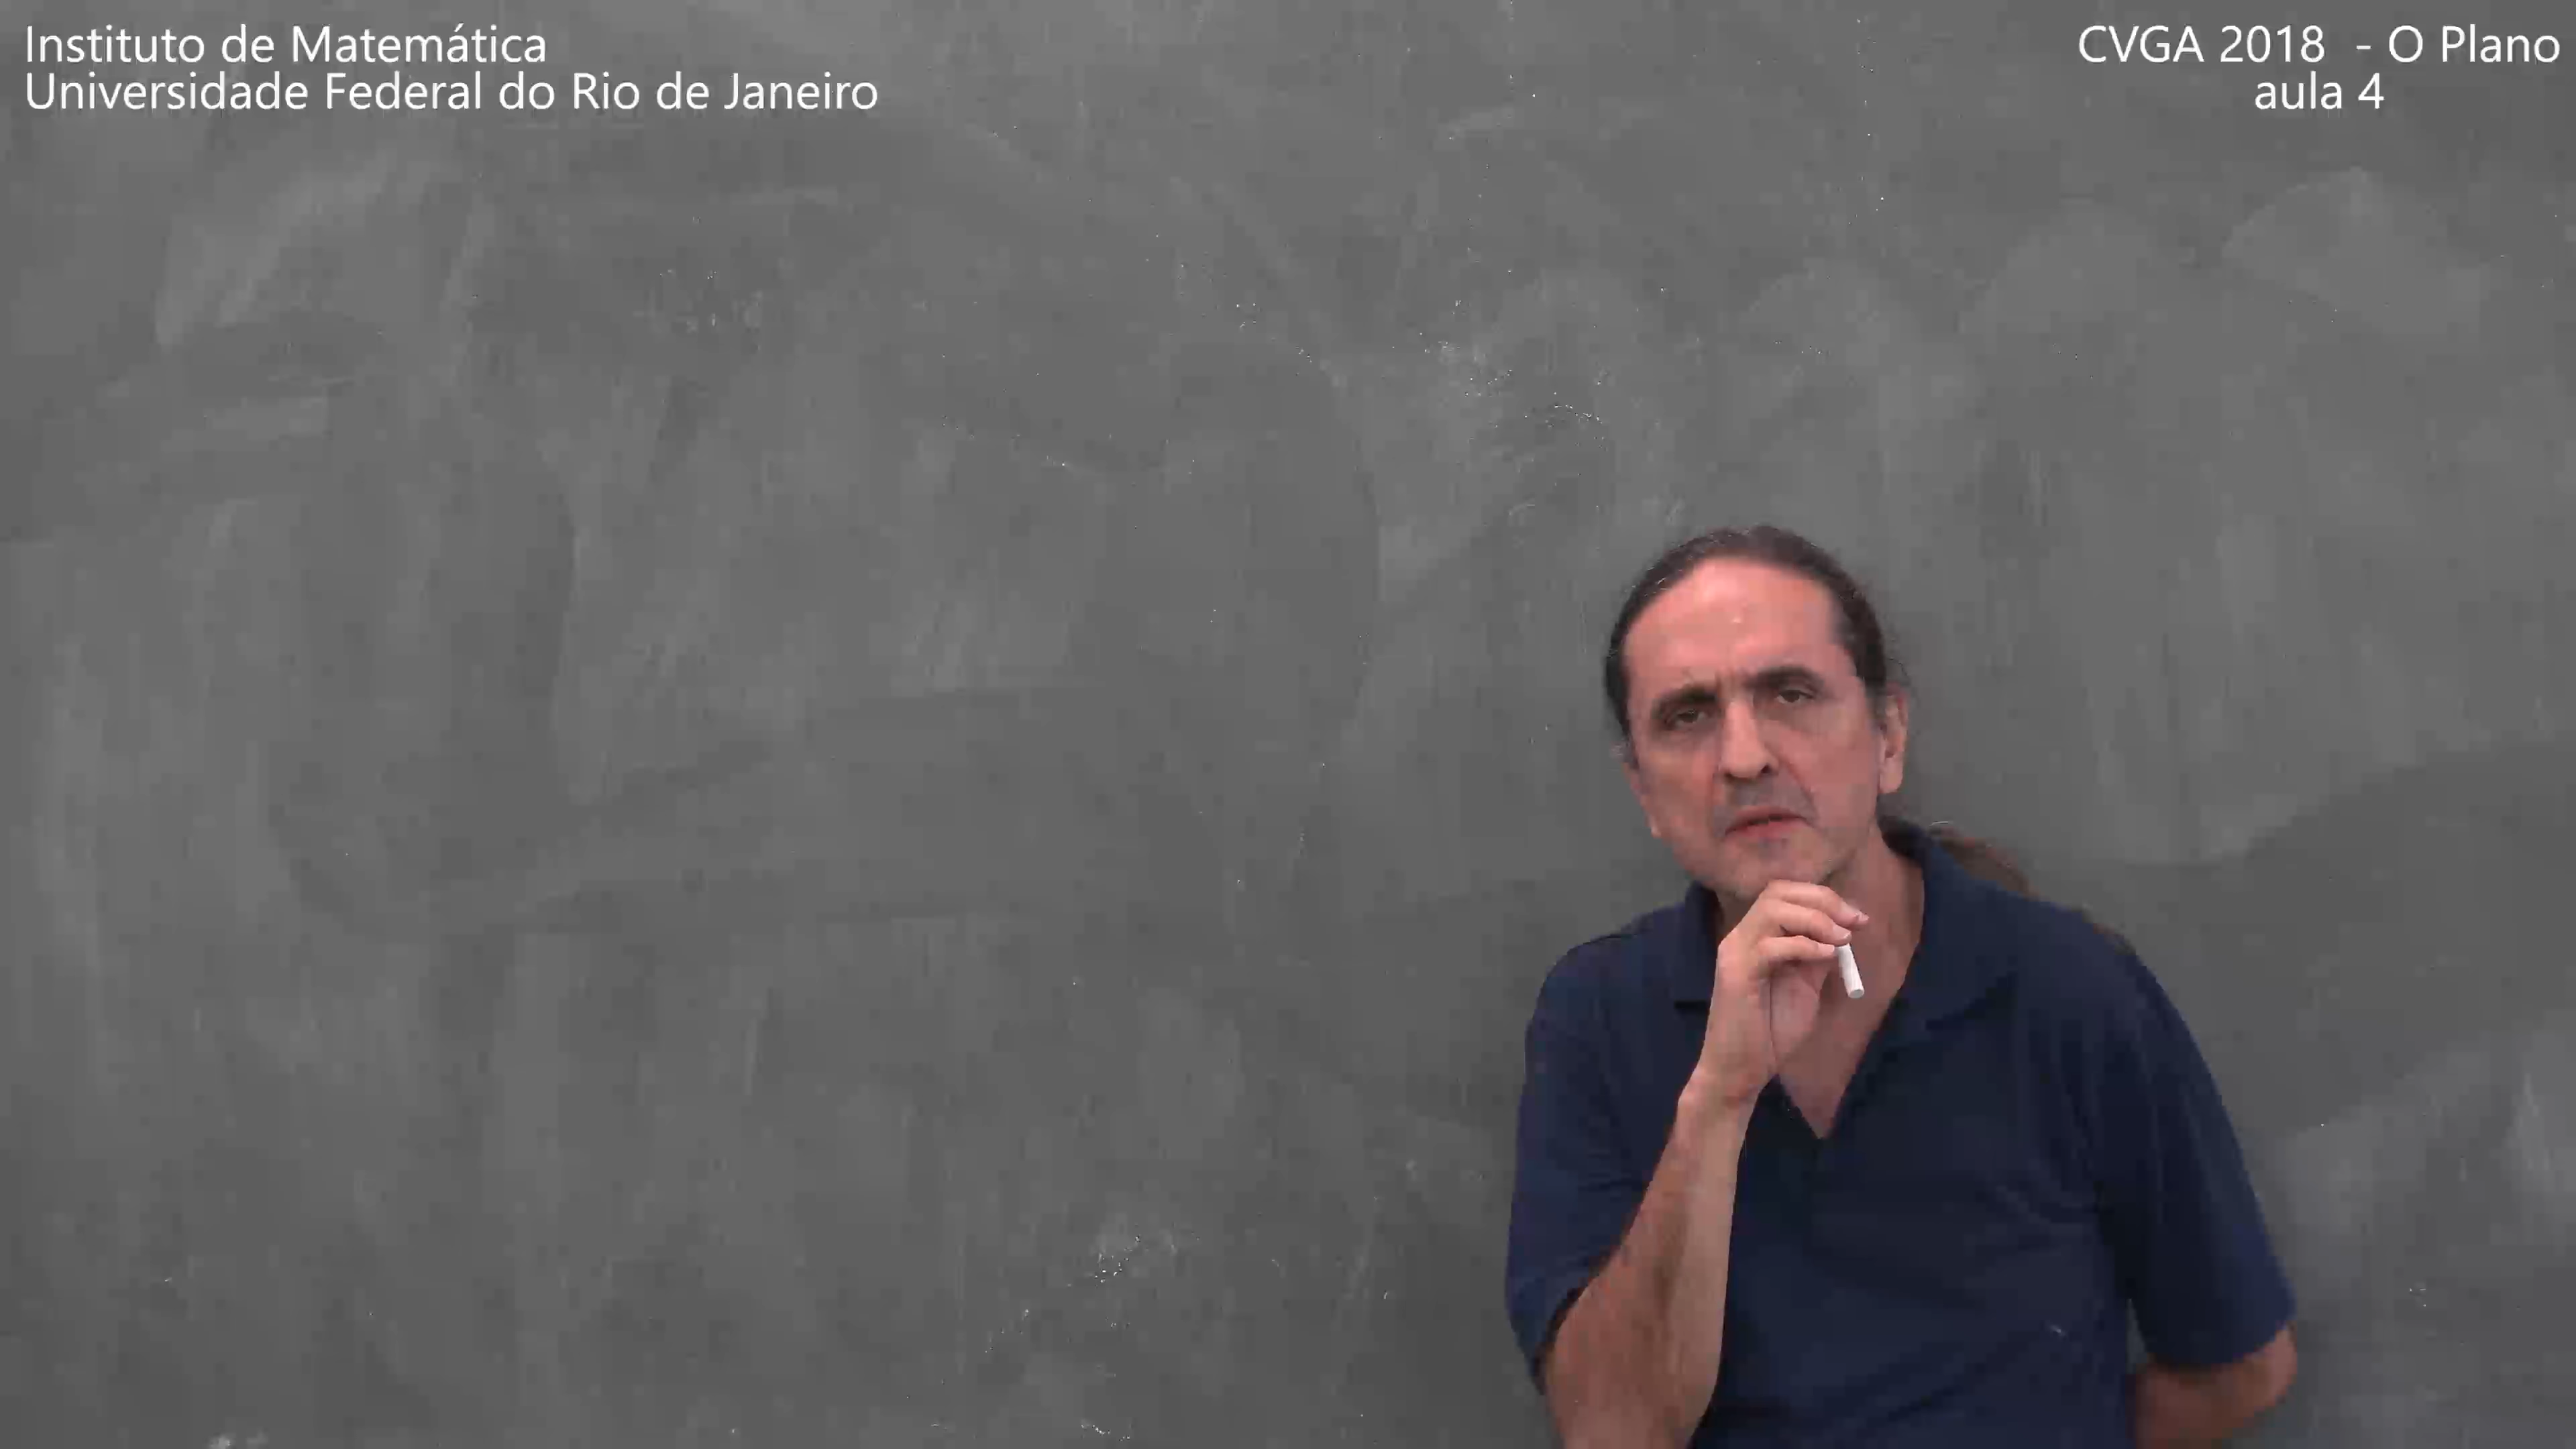 Instituto de Matemática
Universidade Federal do Rio de Janeiro
CVGA 2018 - O Plano
aula 4